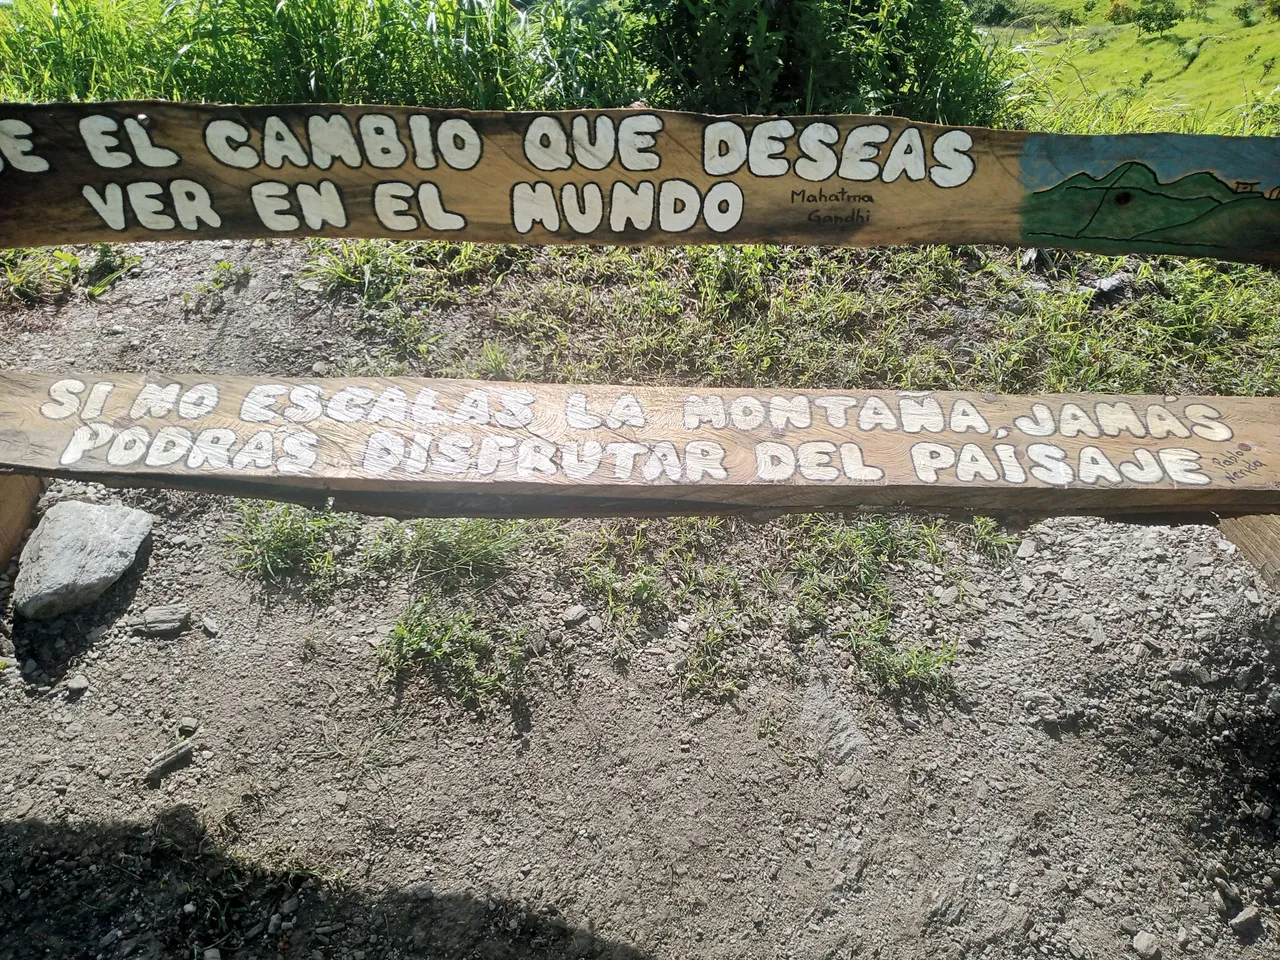 E EL CAMBIO QUE DESEAS
VER EN EL MUNDO
Mahatma
Gandhi
SI NO ESCALAS LA MONTAÑA, JAMÁS
PODRÁS DISFRUTAR DEL PAÍSAJE
Pablo
Neruda